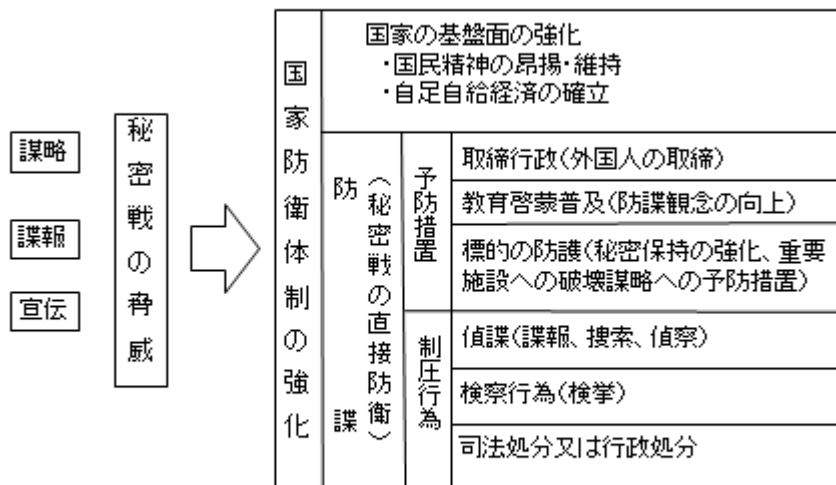 謀略
諜報
宣伝
秘密戦の脅威
国家防衛体制の強化
国家の基盤面の強化
・国民精神の昂揚・維持
・自足自給経済の確立
防諜
（秘密戦の直接防衛）
予防措置
取締行政(外国人の取締)
教育啓蒙普及(防諜観念の向上)
標的の防護(秘密保持の強化、重要
施設への破壊謀略への予防措置)
制圧行為
偵諜(諜報、捜索、偵察)
検察行為(検挙)
司法処分又は行政処分